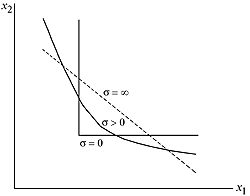 x₂
σ = ∞
σ > 0
σ = 0
x₁